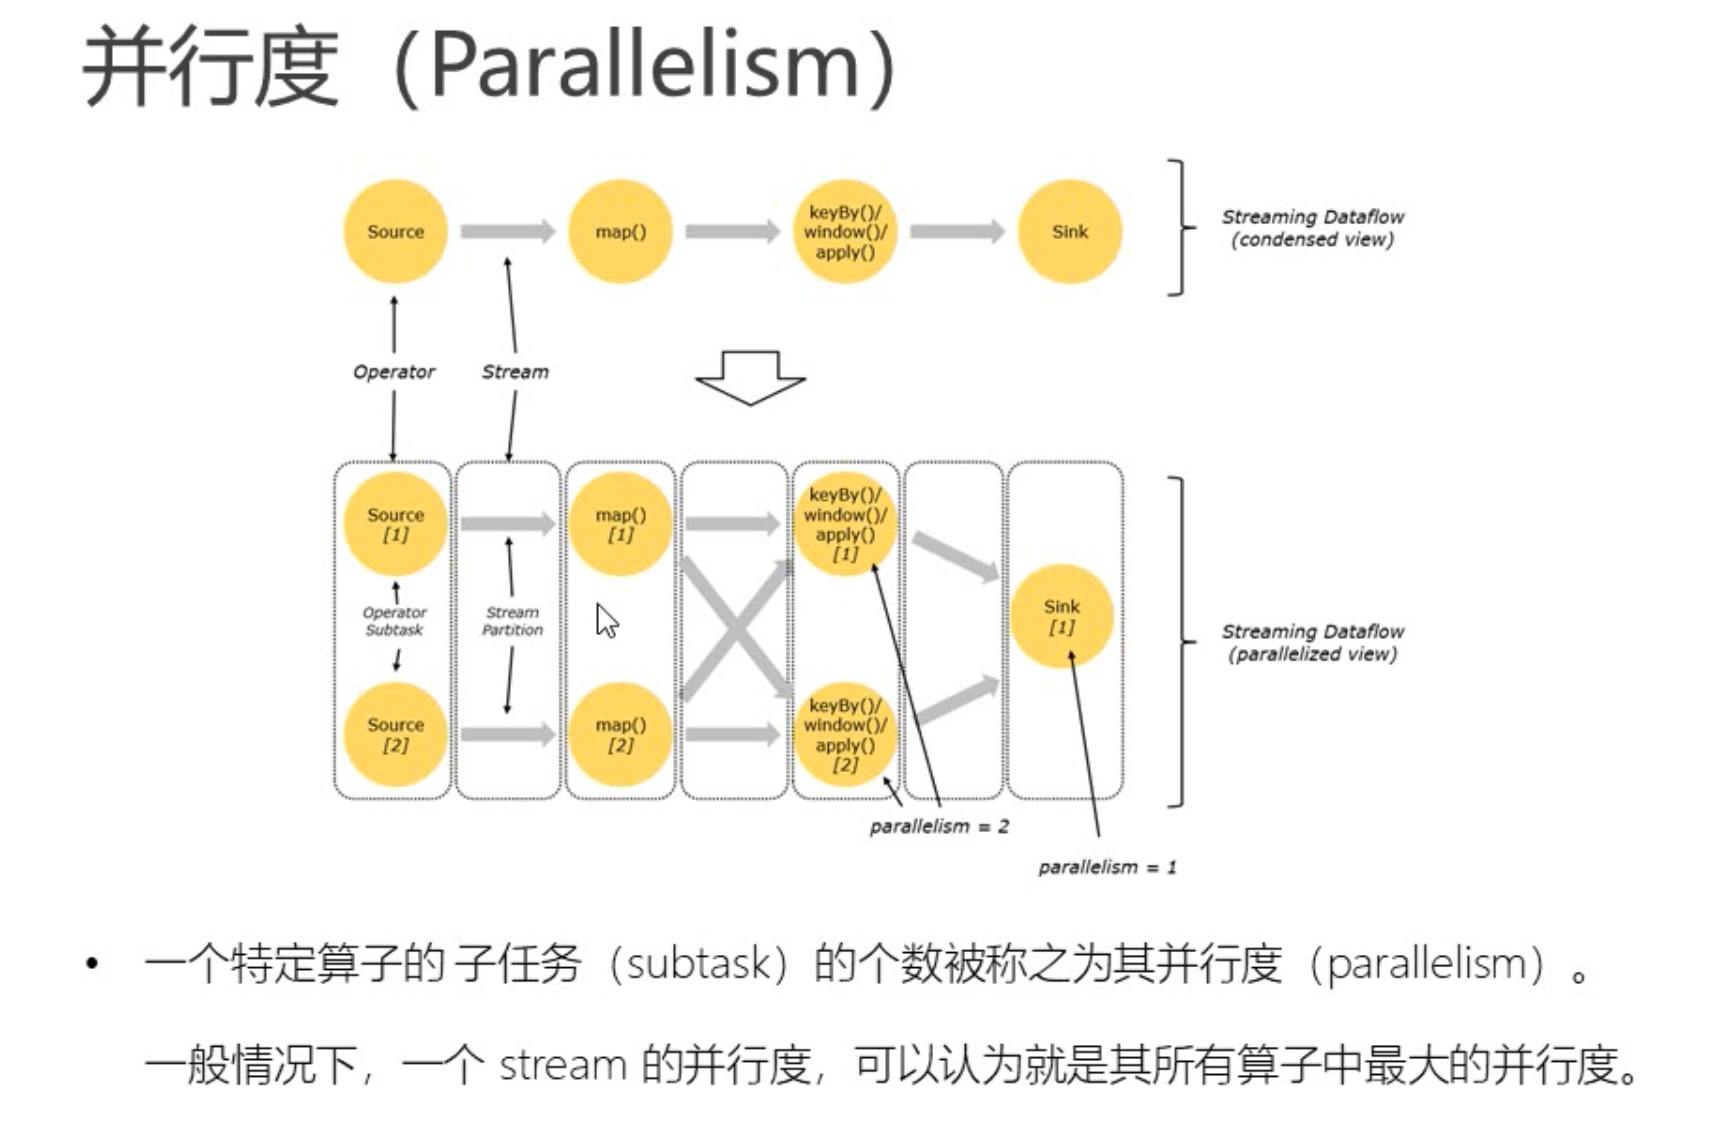 并行度（Parallelism）
Source
map()
keyBy()/
window()/
apply()
Sink
Streaming Dataflow
(condensed view)
Operator
Stream
Source
[1]
map()
[1]
keyBy()/
window()/
apply()
[1]
Operator
Subtask
Stream
Partition
Sink
[1]
Streaming Dataflow
(parallelized view)
Source
[2]
map()
[2]
keyBy()/
window()/
apply()
[2]
parallelism = 2
parallelism = 1
• 一个特定算子的 子任务（subtask）的个数被称之为其并行度（parallelism）。
一般情况下，一个 stream 的并行度，可以认为就是其所有算子中最大的并行度。